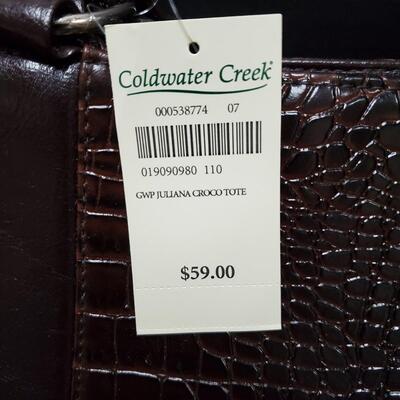 Coldwater Creek®
000538774 07
019090980 110
GWP JULIANA CROCO TOTE
$59.00